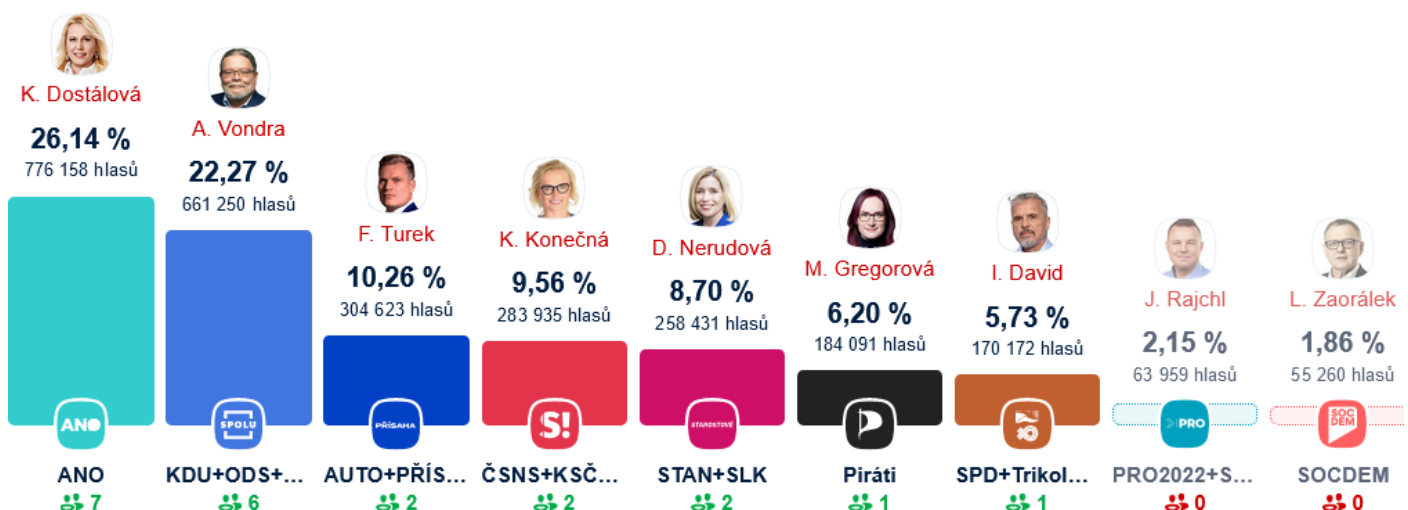 K. Dostálová
26,14 %
776 158 hlasů
ANO
ANO
7
A. Vondra
22,27 %
661 250 hlasů
SPOLU
KDU+ODS+...
6
F. Turek
10,26 %
304 623 hlasů
PŘÍSAHA
AUTO+PŘÍS...
2
K. Konečná
9,56 %
283 935 hlasů
S!
ČSNS+KSČ...
2
D. Nerudová
8,70 %
258 431 hlasů
STAROSTOVÉ
STAN+SLK
2
M. Gregorová
6,20 %
184 091 hlasů
Piráti
1
I. David
5,73 %
170 172 hlasů
SPD+Trikol...
1
J. Rajchl
2,15 %
63 959 hlasů
PRO
PRO2022+S...
0
L. Zaorálek
1,86 %
55 260 hlasů
SOC
DEM
SOCDEM
0